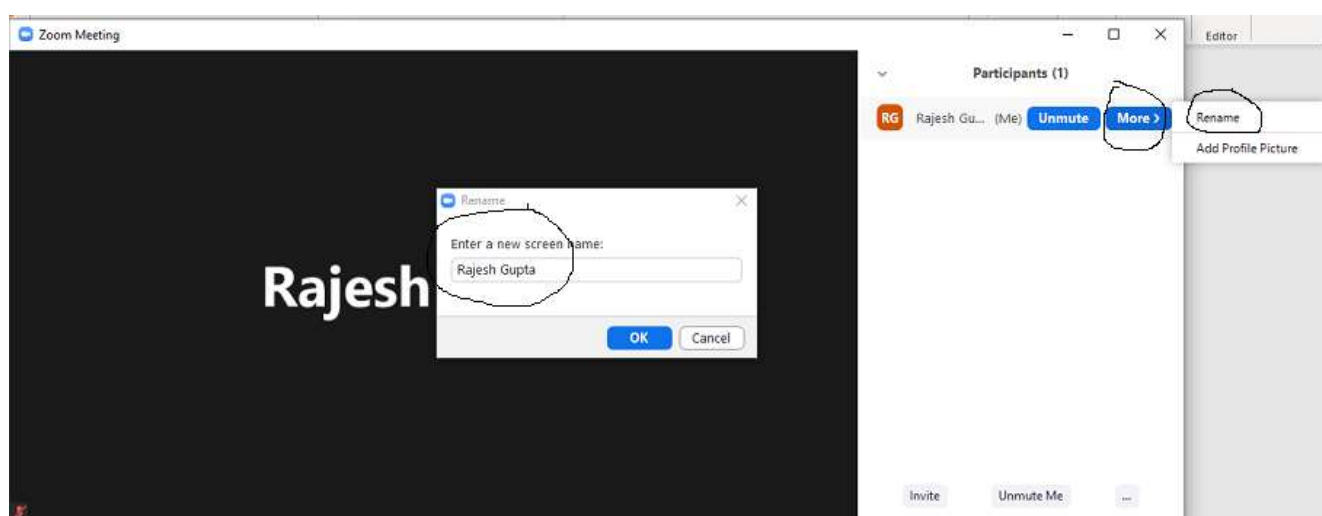 Zoom Meeting
Editor
Participants (1)
RG Rajesh Gu... (Me) Unmute More >
Rename
Add Profile Picture
Rename
Enter a new screen name:
Rajesh Gupta
Rajesh
OK Cancel
Invite Unmute Me ...